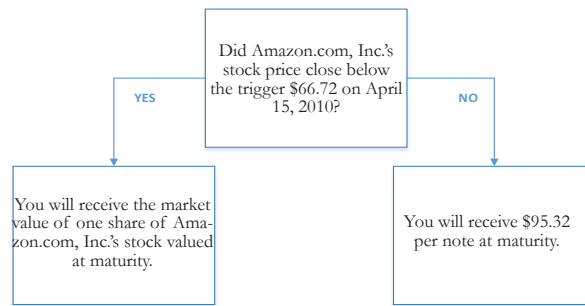 Did Amazon.com, Inc.'s
stock price close below
the trigger $66.72 on April
15, 2010?
YES
NO
You will receive the market
value of one share of Ama-
zon.com, Inc.'s stock valued
at maturity.
You will receive $95.32
per note at maturity.